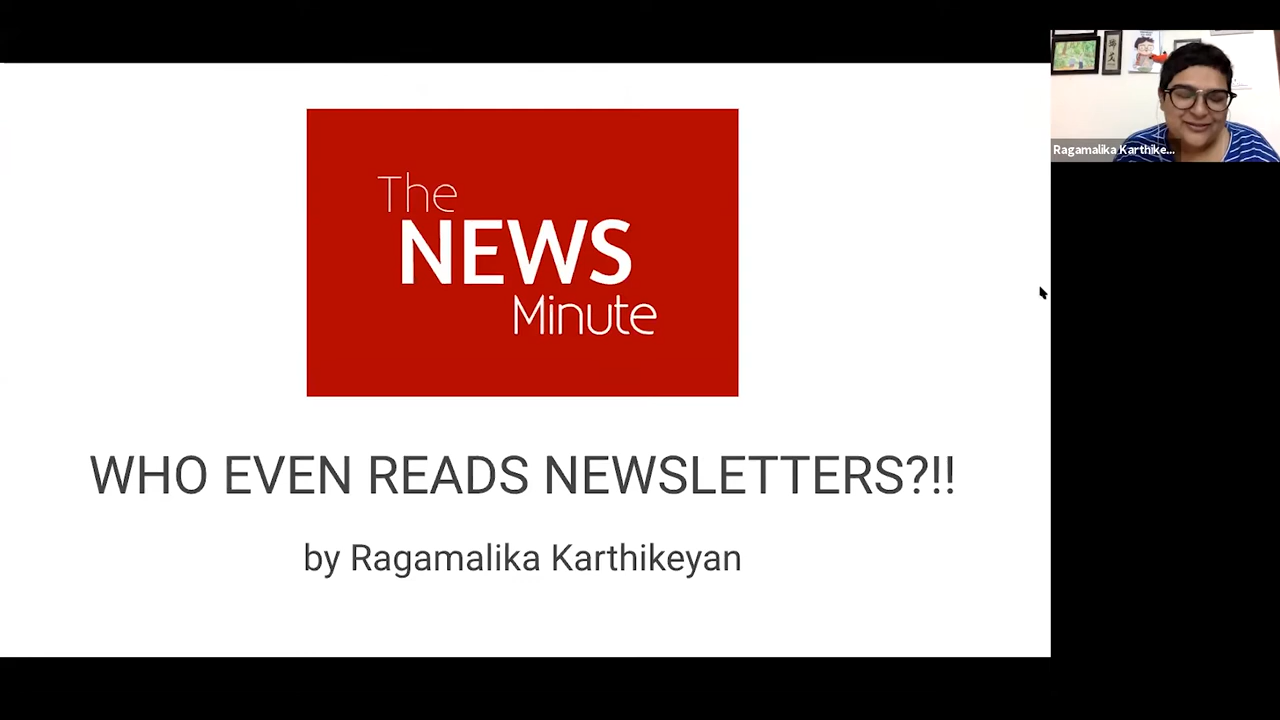 The
NEWS
Minute
WHO EVEN READS NEWSLETTERS?!!
by Ragamalika Karthikeyan
Ragamalika Karthike...